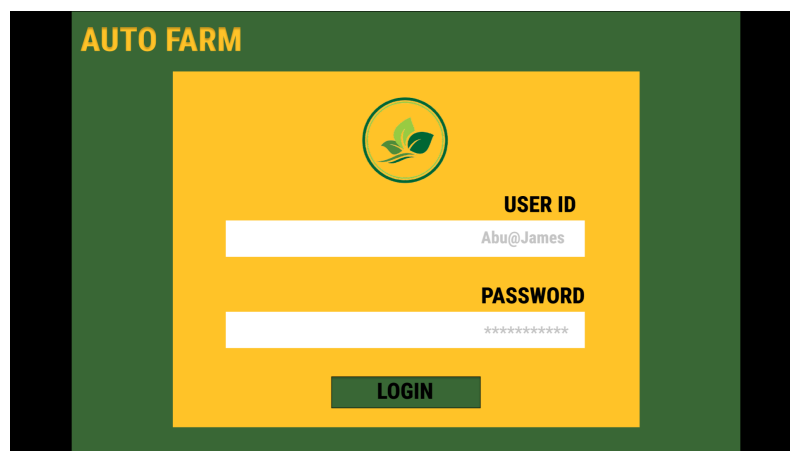 AUTO FARM
USER ID
Abu@James
PASSWORD
***********
LOGIN